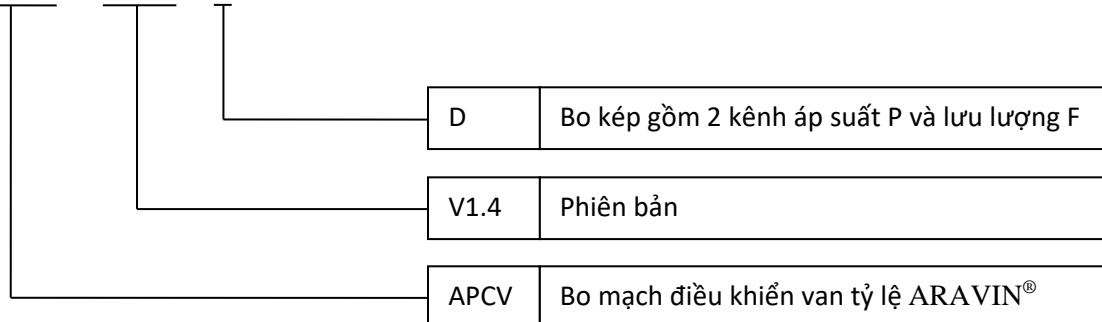 D Bo kép gồm 2 kênh áp suất P và lưu lượng F
V1.4 Phiên bản
APCV Bo mạch điều khiển van tỷ lệ ARAVIN®